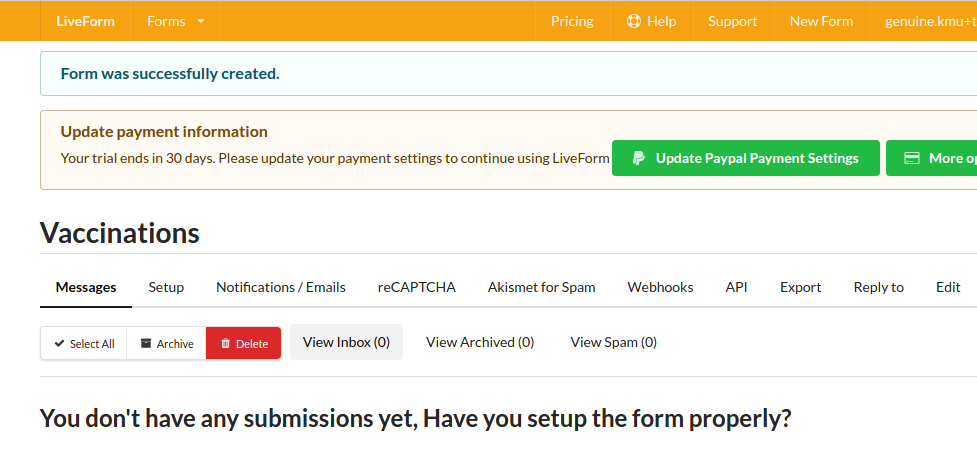 LiveForm Forms Pricing Help Support New Form genuine.kmu+t
Form was successfully created.
Update payment information
Your trial ends in 30 days. Please update your payment settings to continue using LiveForm Update Paypal Payment Settings More op
Vaccinations
Messages Setup Notifications / Emails reCAPTCHA Akismet for Spam Webhooks API Export Reply to Edit
Select All Archive Delete View Inbox (0) View Archived (0) View Spam (0)
You don't have any submissions yet, Have you setup the form properly?